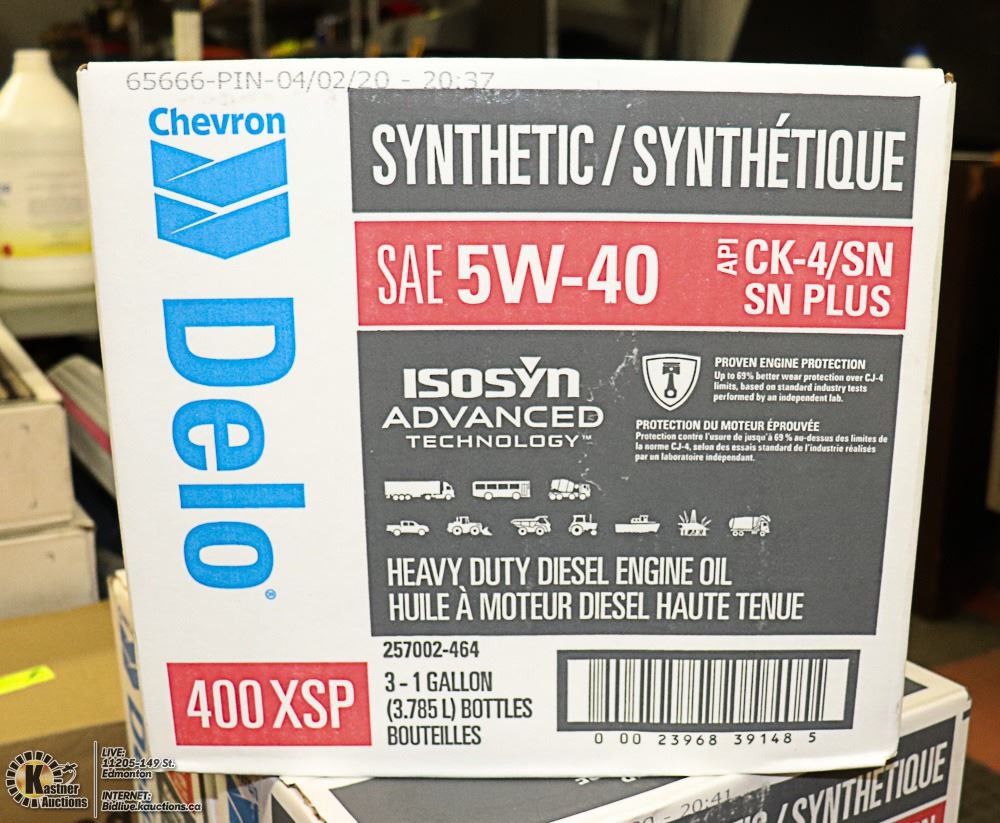 65666-PIN-04/02/20 - 20:37
Chevron
Delo®
400 XSP
SYNTHETIC / SYNTHÉTIQUE
SAE 5W-40
API CK-4/SN
SN PLUS
ISOSYN
ADVANCED
TECHNOLOGY™
PROVEN ENGINE PROTECTION
Up to 69% better wear protection over CJ-4
limits, based on standard industry tests
performed by an independent lab.
PROTECTION DU MOTEUR ÉPROUVÉE
Protection contre l'usure de jusqu'à 69 % au-dessus des limites de
la norme CJ-4, selon des essais standard de l'industrie réalisés
par un laboratoire indépendant.
HEAVY DUTY DIESEL ENGINE OIL
HUILE À MOTEUR DIESEL HAUTE TENUE
257002-464
3 - 1 GALLON
(3.785 L) BOTTLES
BOUTEILLES
0 00 23968 39148 5
20:41
/ SYNTHÉTIQUE
Kastner
Auctions
LIVE:
11205-149 St.
Edmonton
INTERNET:
Bidlive.kauctions.ca